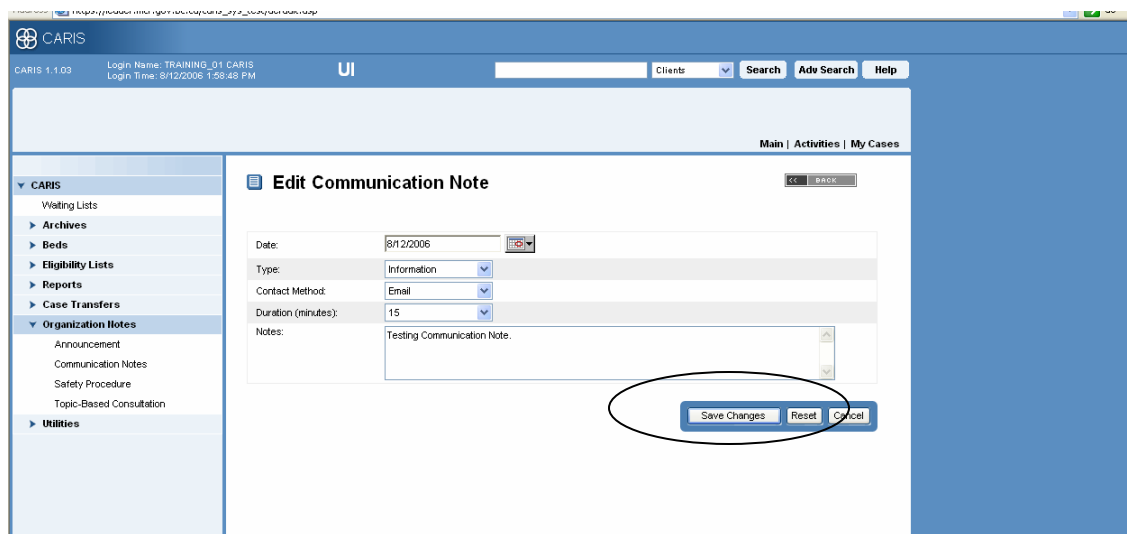 CARIS
CARIS 1.1.03
Login Name: TRAINING_01 CARIS
Login Time: 8/12/2006 1:58:48 PM
UI
Clients
Search
Adv Search
Help
Main | Activities | My Cases
CARIS
Waiting Lists
Archives
Beds
Eligibility Lists
Reports
Case Transfers
Organization Notes
Announcement
Communication Notes
Safety Procedure
Topic-Based Consultation
Utilities
Edit Communication Note
<< BACK
Date: 8/12/2006
Type: Information
Contact Method: Email
Duration (minutes): 15
Notes: Testing Communication Note.
Save Changes Reset Cancel